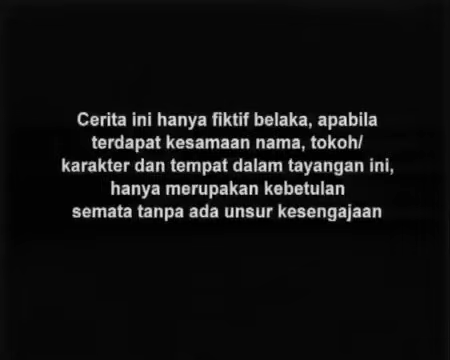 Cerita ini hanya fiktif belaka, apabila
terdapat kesamaan nama, tokoh/
karakter dan tempat dalam tayangan ini,
hanya merupakan kebetulan
semata tanpa ada unsur kesengajaan